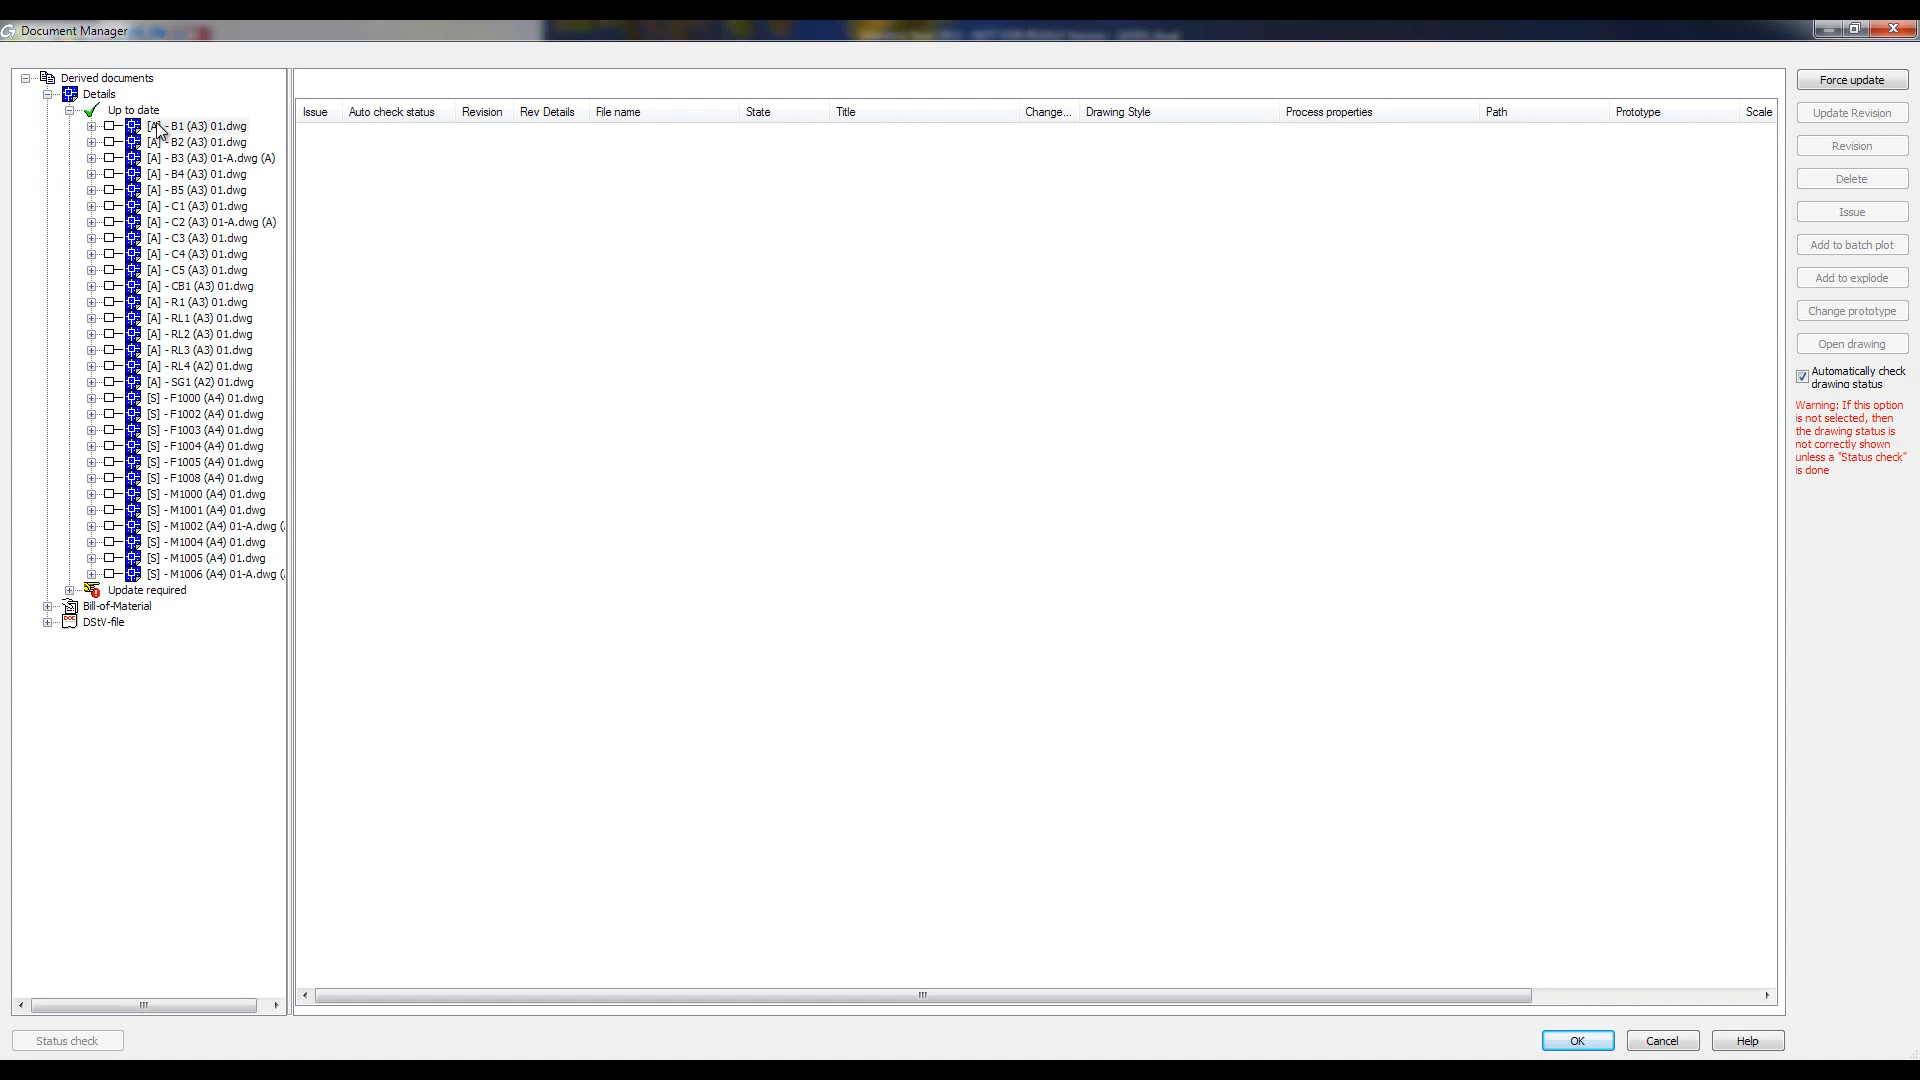 Document Manager
Derived documents
Details
Up to date
[A] - B1 (A3) 01.dwg
[A] - B2 (A3) 01.dwg
[A] - B3 (A3) 01-A.dwg (A)
[A] - B4 (A3) 01.dwg
[A] - B5 (A3) 01.dwg
[A] - C1 (A3) 01.dwg
[A] - C2 (A3) 01-A.dwg (A)
[A] - C3 (A3) 01.dwg
[A] - C4 (A3) 01.dwg
[A] - C5 (A3) 01.dwg
[A] - CB1 (A3) 01.dwg
[A] - R1 (A3) 01.dwg
[A] - RL1 (A3) 01.dwg
[A] - RL2 (A3) 01.dwg
[A] - RL3 (A3) 01.dwg
[A] - RL4 (A2) 01.dwg
[A] - SG1 (A2) 01.dwg
[S] - F1000 (A4) 01.dwg
[S] - F1002 (A4) 01.dwg
[S] - F1003 (A4) 01.dwg
[S] - F1004 (A4) 01.dwg
[S] - F1005 (A4) 01.dwg
[S] - F1008 (A4) 01.dwg
[S] - M1000 (A4) 01.dwg
[S] - M1001 (A4) 01.dwg
[S] - M1002 (A4) 01-A.dwg (
[S] - M1004 (A4) 01.dwg
[S] - M1005 (A4) 01.dwg
[S] - M1006 (A4) 01-A.dwg (
Update required
Bill-of-Material
DStV-file
Issue Auto check status Revision Rev Details File name State Title Change... Drawing Style Process properties Path Prototype Scale
Force update
Update Revision
Revision
Delete
Issue
Add to batch plot
Add to explode
Change prototype
Open drawing
Automatically check
drawing status
Warning: If this option
is not selected, then
the drawing status is
not correctly shown
unless a "Status check"
is done
Status check
OK Cancel Help